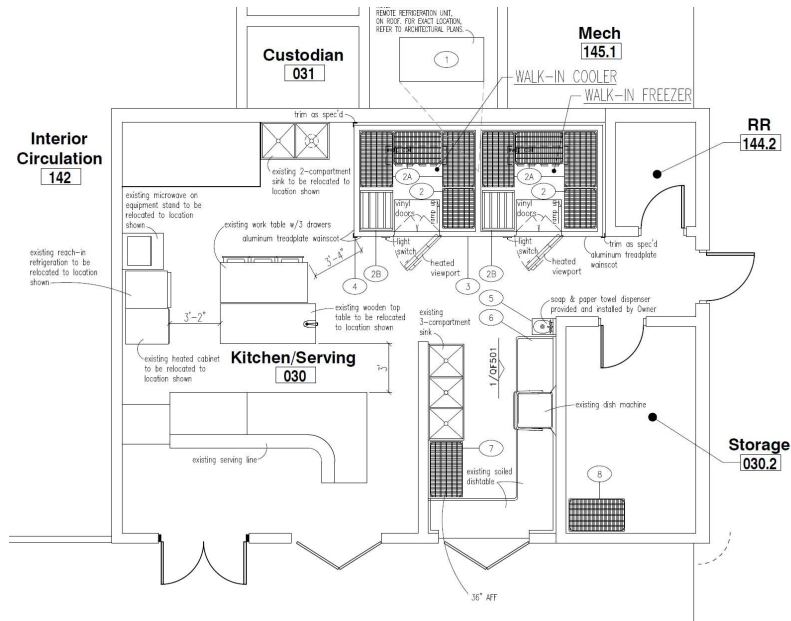 REMOTE REFRIGERATION UNIT,
ON ROOF. FOR EXACT LOCATION,
REFER TO ARCHITECTURAL PLANS.
1
Custodian
031
Mech
145.1
WALK-IN COOLER
WALK-IN FREEZER
trim as spec'd
Interior
Circulation
142
RR
144.2
existing 2-compartment
sink to be relocated to
location shown
2A
2
2A
2
vinyl
doors
ramp up
vinyl
doors
ramp up
existing microwave on
equipment stand to be
relocated to location
shown
existing work table w/3 drawers
aluminum treadplate wainscot
light
switch
heated
viewport
light
switch
heated
viewport
trim as spec'd
aluminum treadplate
wainscot
existing reach-in
refrigeration to be
relocated to location
shown
3'-4"
4
2B
3
2B
5
6
soap & paper towel dispenser
provided and installed by Owner
3'-2"
existing wooden top
table to be relocated
to location shown
existing
3-compartment
sink
existing heated cabinet
to be relocated to
location shown
Kitchen/Serving
030
3'
1/QF501
existing dish machine
existing serving line
7
existing soiled
dishtable
Storage
030.2
8
36" AFF